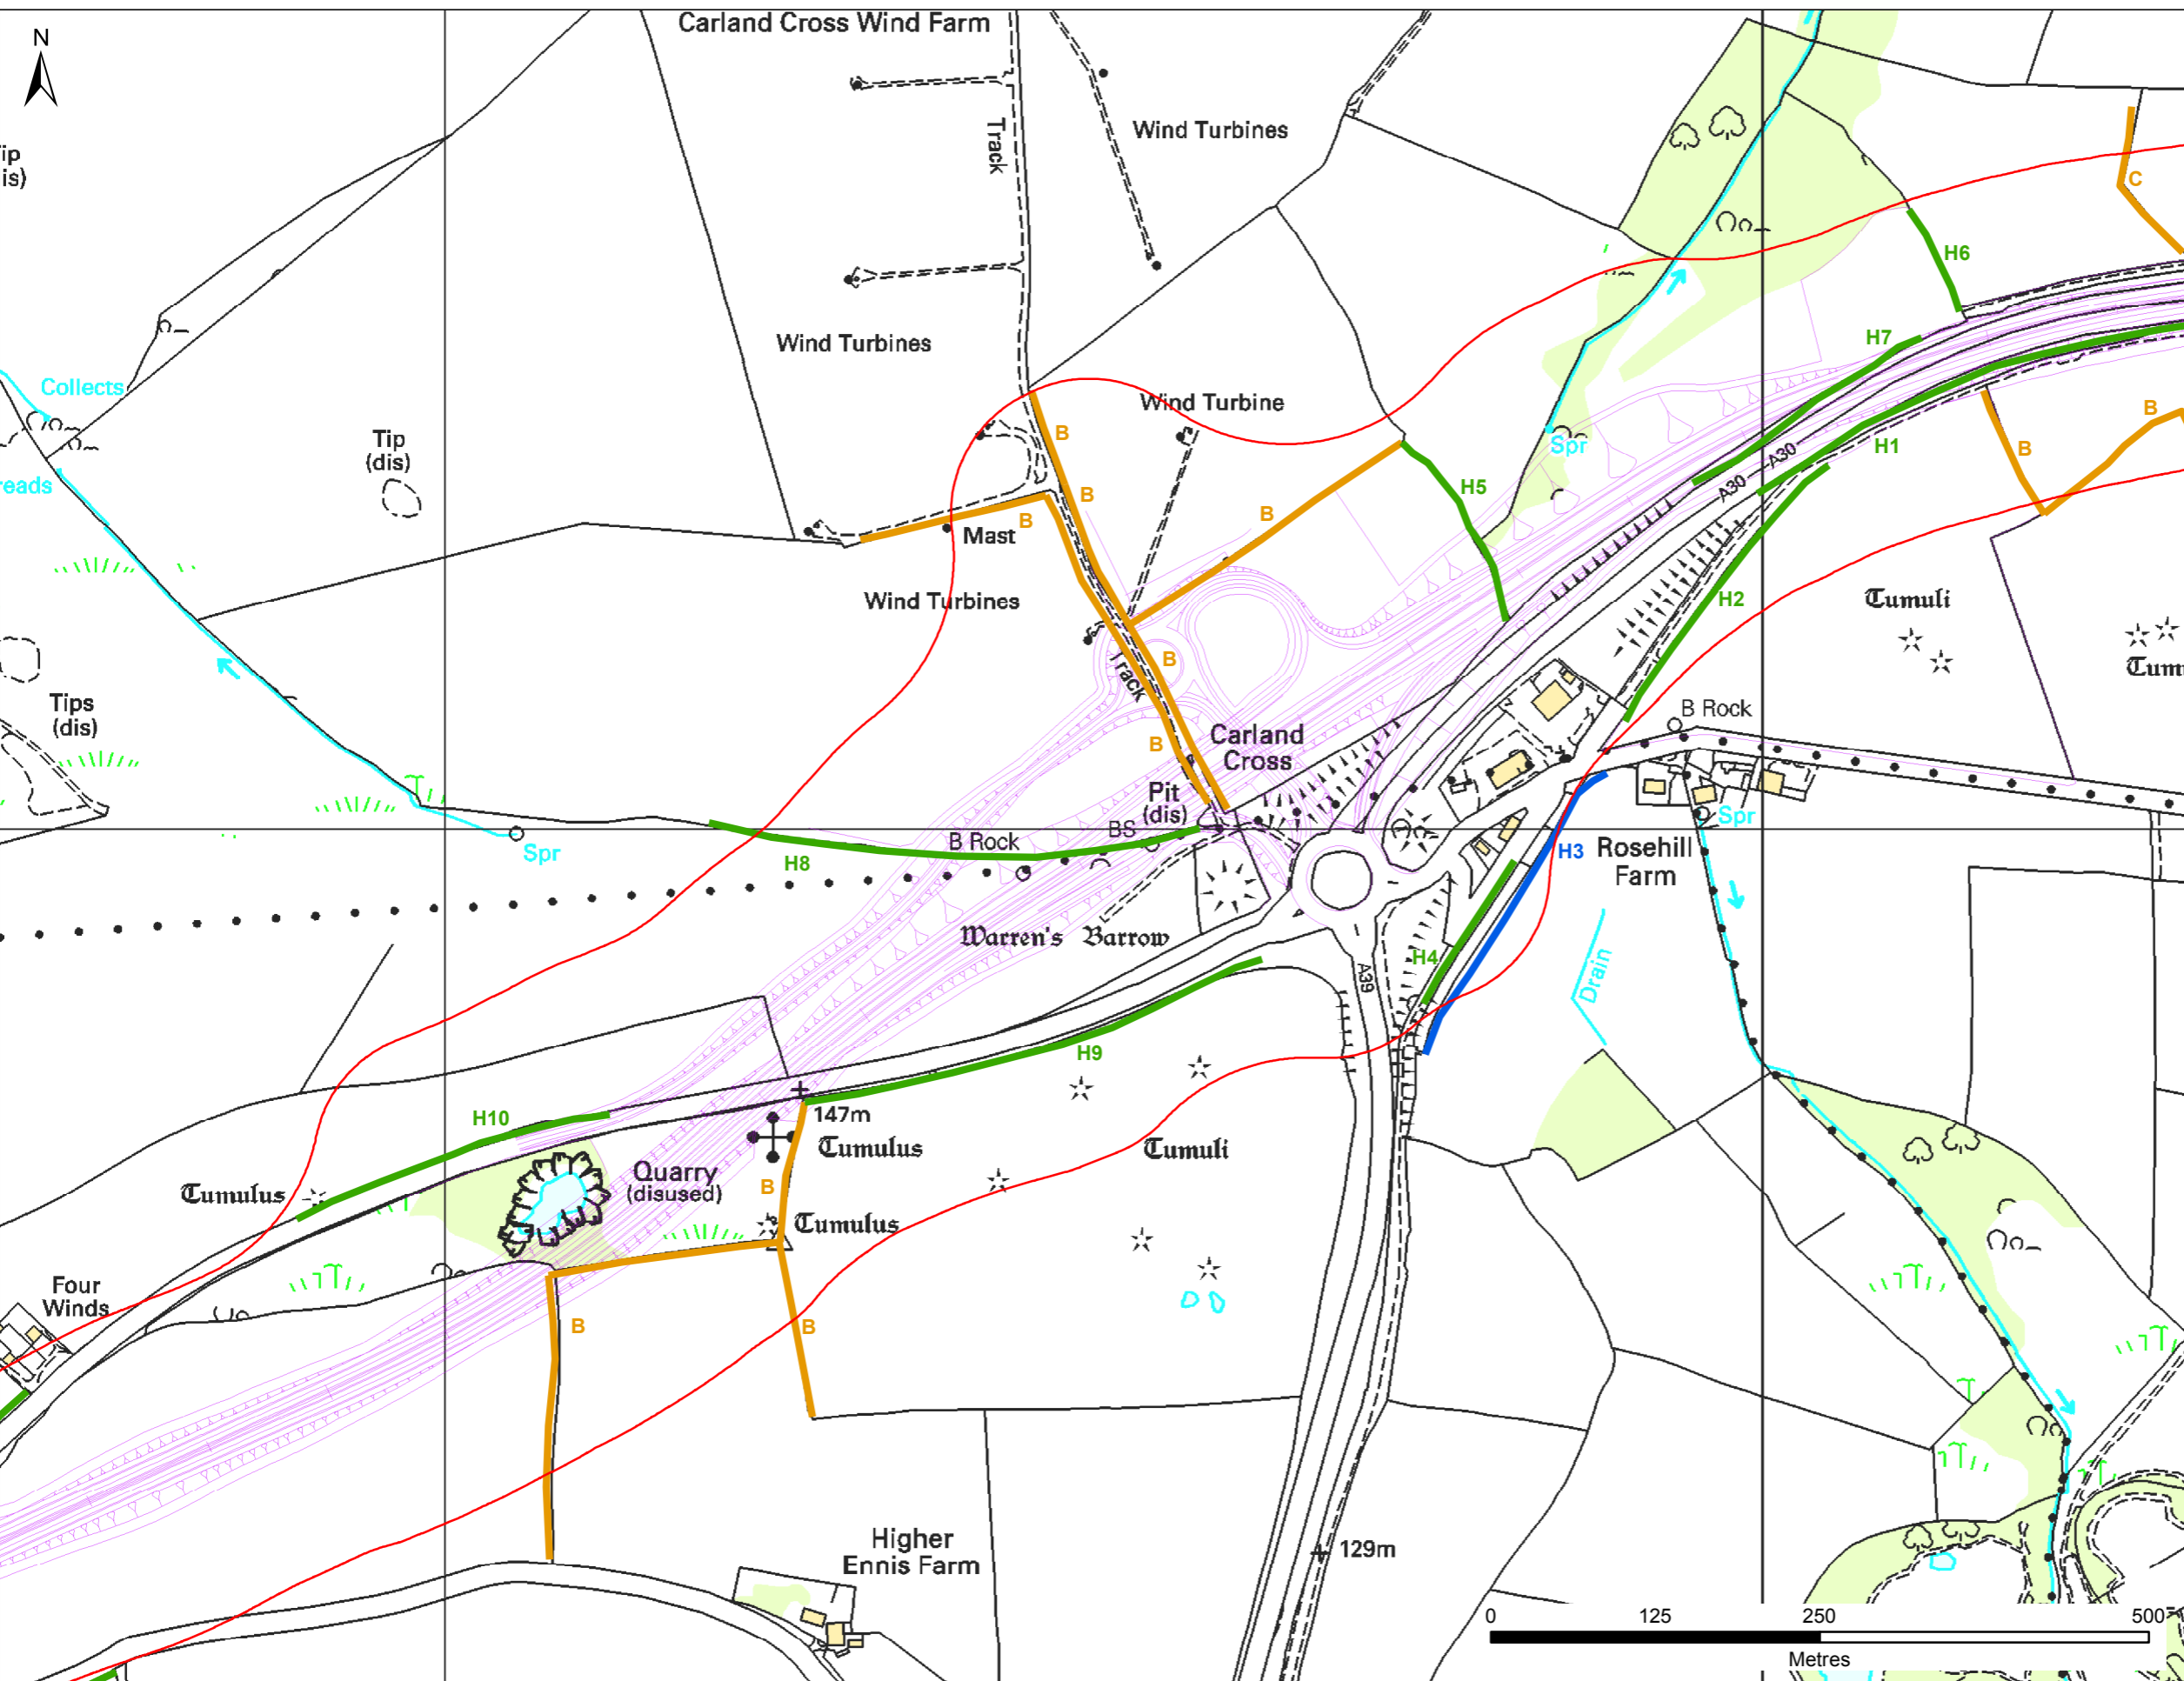 N
Carland Cross Wind Farm
Track
Wind Turbines
C
H6
Wind Turbines
Collects
Wind Turbine
H7
B
B
H1
A30
A30
Tip
(dis)
Spr
B
B
B
B
H5
Mast
Wind Turbines
H2
Tumuli
B
Track
Tips
(dis)
B Rock
Carland
Cross
B
Pit
(dis)
BS
B Rock
H8
Spr
Spr
H3
Rosehill
Farm
Warren's Barrow
H4
A39
Drain
H9
H10
147m
Tumulus
Tumuli
Quarry
(disused)
Tumulus
B
Tumulus
Four
Winds
B
B
Higher
Ennis Farm
129m
0 125 250 500
Metres